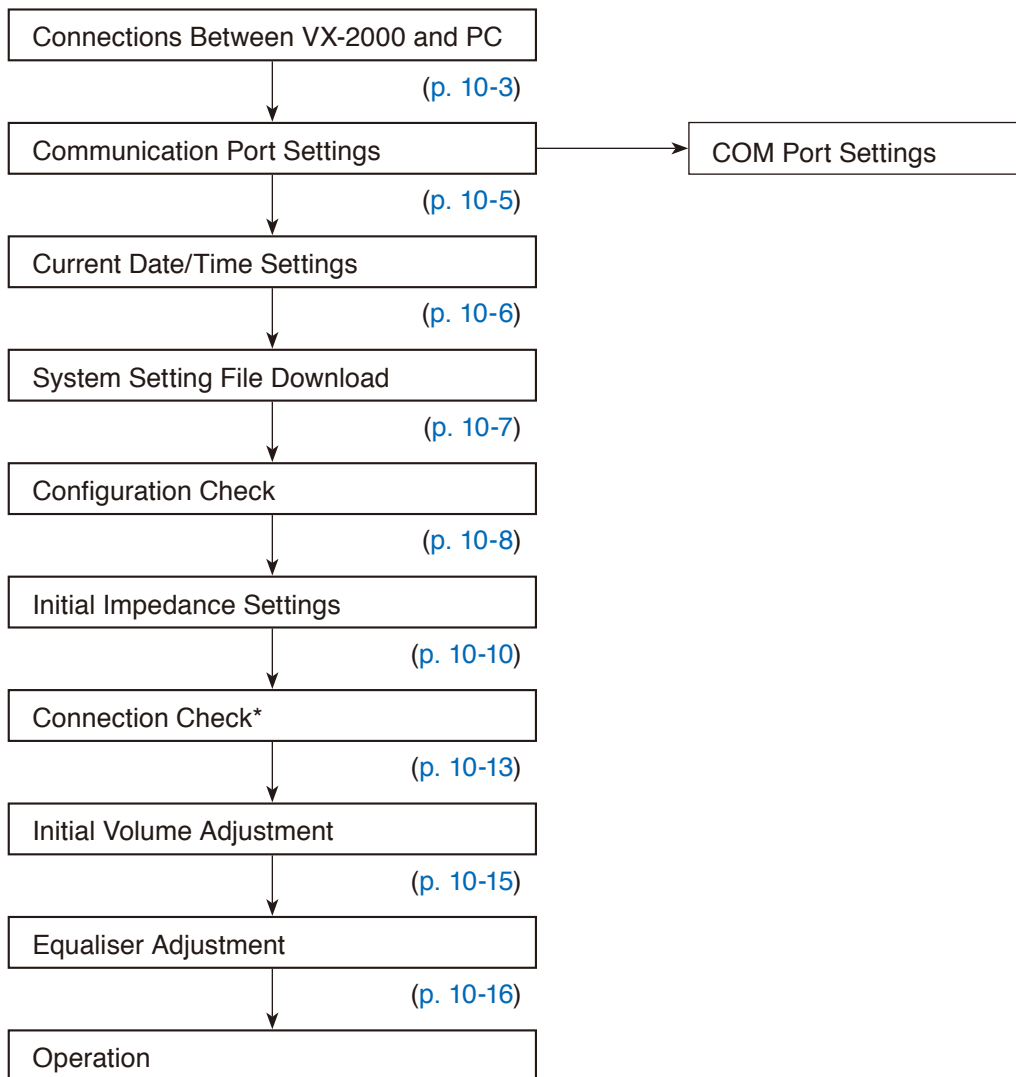 Connections Between VX-2000 and PC
(p. 10-3)
Communication Port Settings
COM Port Settings
(p. 10-5)
Current Date/Time Settings
(p. 10-6)
System Setting File Download
(p. 10-7)
Configuration Check
(p. 10-8)
Initial Impedance Settings
(p. 10-10)
Connection Check*
(p. 10-13)
Initial Volume Adjustment
(p. 10-15)
Equaliser Adjustment
(p. 10-16)
Operation